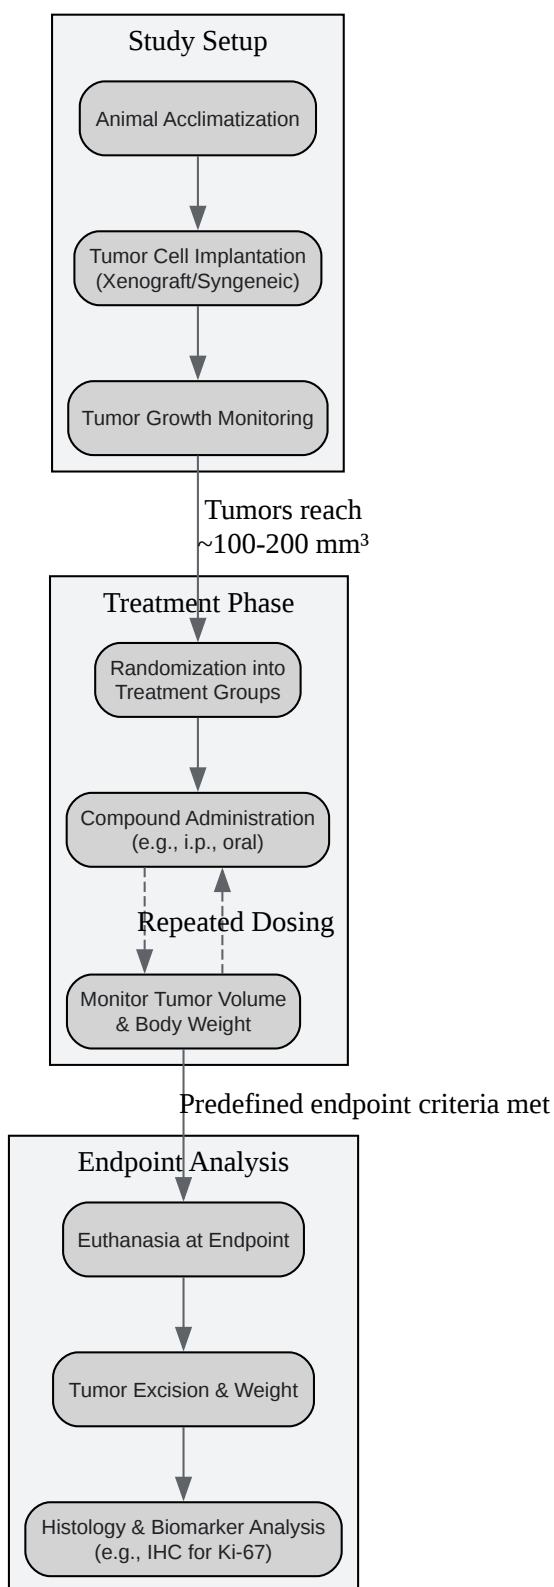 Study Setup
Animal Acclimatization
Tumor Cell Implantation
(Xenograft/Syngeneic)
Tumor Growth Monitoring
Tumors reach
~100-200 mm³
Treatment Phase
Randomization into
Treatment Groups
Compound Administration
(e.g., i.p., oral)
Repeated Dosing
Monitor Tumor Volume
& Body Weight
Predefined endpoint criteria met
Endpoint Analysis
Euthanasia at Endpoint
Tumor Excision & Weight
Histology & Biomarker Analysis
(e.g., IHC for Ki-67)